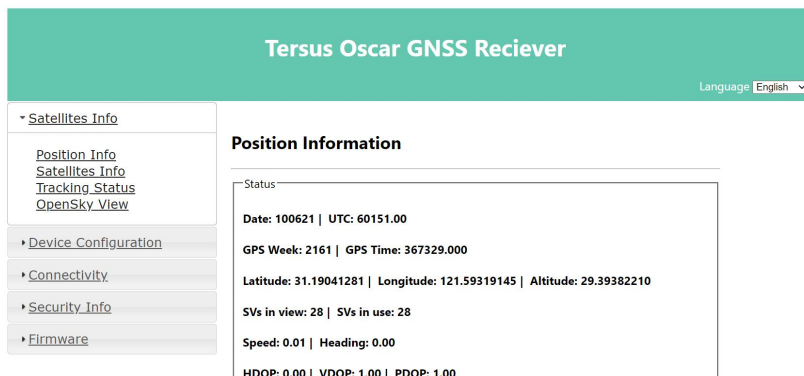 Tersus Oscar GNSS Reciever
Language English
Satellites Info
Position Info
Satellites Info
Tracking Status
OpenSky View
Device Configuration
Connectivity
Security Info
Firmware
Position Information
Status
Date: 100621 | UTC: 60151.00
GPS Week: 2161 | GPS Time: 367329.000
Latitude: 31.19041281 | Longitude: 121.59319145 | Altitude: 29.39382210
SVs in view: 28 | SVs in use: 28
Speed: 0.01 | Heading: 0.00
HDOP: 0.00 | VDOP: 1.00 | PDOP: 1.00